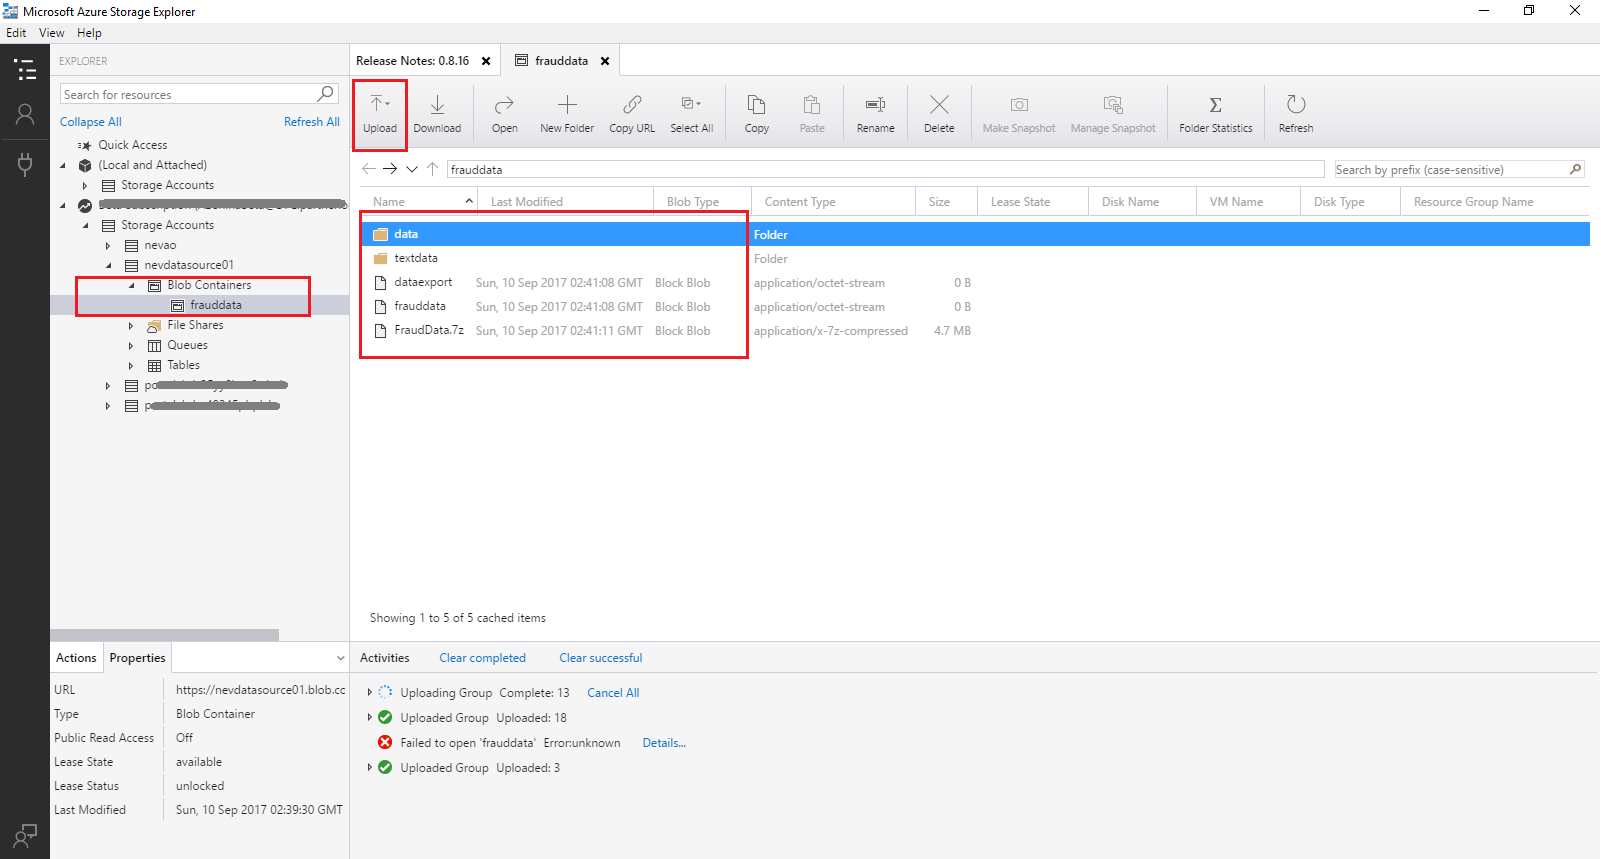 Microsoft Azure Storage Explorer
Edit View Help
EXPLORER
Search for resources
Collapse All Refresh All
Quick Access
(Local and Attached)
Storage Accounts
Storage Accounts
nevao
nevdatasource01
Blob Containers
frauddata
File Shares
Queues
Tables
Release Notes: 0.8.16 frauddata
Upload Download Open New Folder Copy URL Select All Copy Paste Rename Delete Make Snapshot Manage Snapshot Folder Statistics Refresh
frauddata Search by prefix (case-sensitive)
Name Last Modified Blob Type Content Type Size Lease State Disk Name VM Name Disk Type Resource Group Name
data Folder
textdata Folder
dataexport Sun, 10 Sep 2017 02:41:08 GMT Block Blob application/octet-stream 0 B
frauddata Sun, 10 Sep 2017 02:41:08 GMT Block Blob application/octet-stream 0 B
FraudData.7z Sun, 10 Sep 2017 02:41:11 GMT Block Blob application/x-7z-compressed 4.7 MB
Showing 1 to 5 of 5 cached items
Actions Properties
URL https://nevdatasource01.blob.cc
Type Blob Container
Public Read Access Off
Lease State available
Lease Status unlocked
Last Modified Sun, 10 Sep 2017 02:39:30 GMT
Activities Clear completed Clear successful
Uploading Group Complete: 13 Cancel All
Uploaded Group Uploaded: 18
Failed to open 'frauddata' Error:unknown Details...
Uploaded Group Uploaded: 3